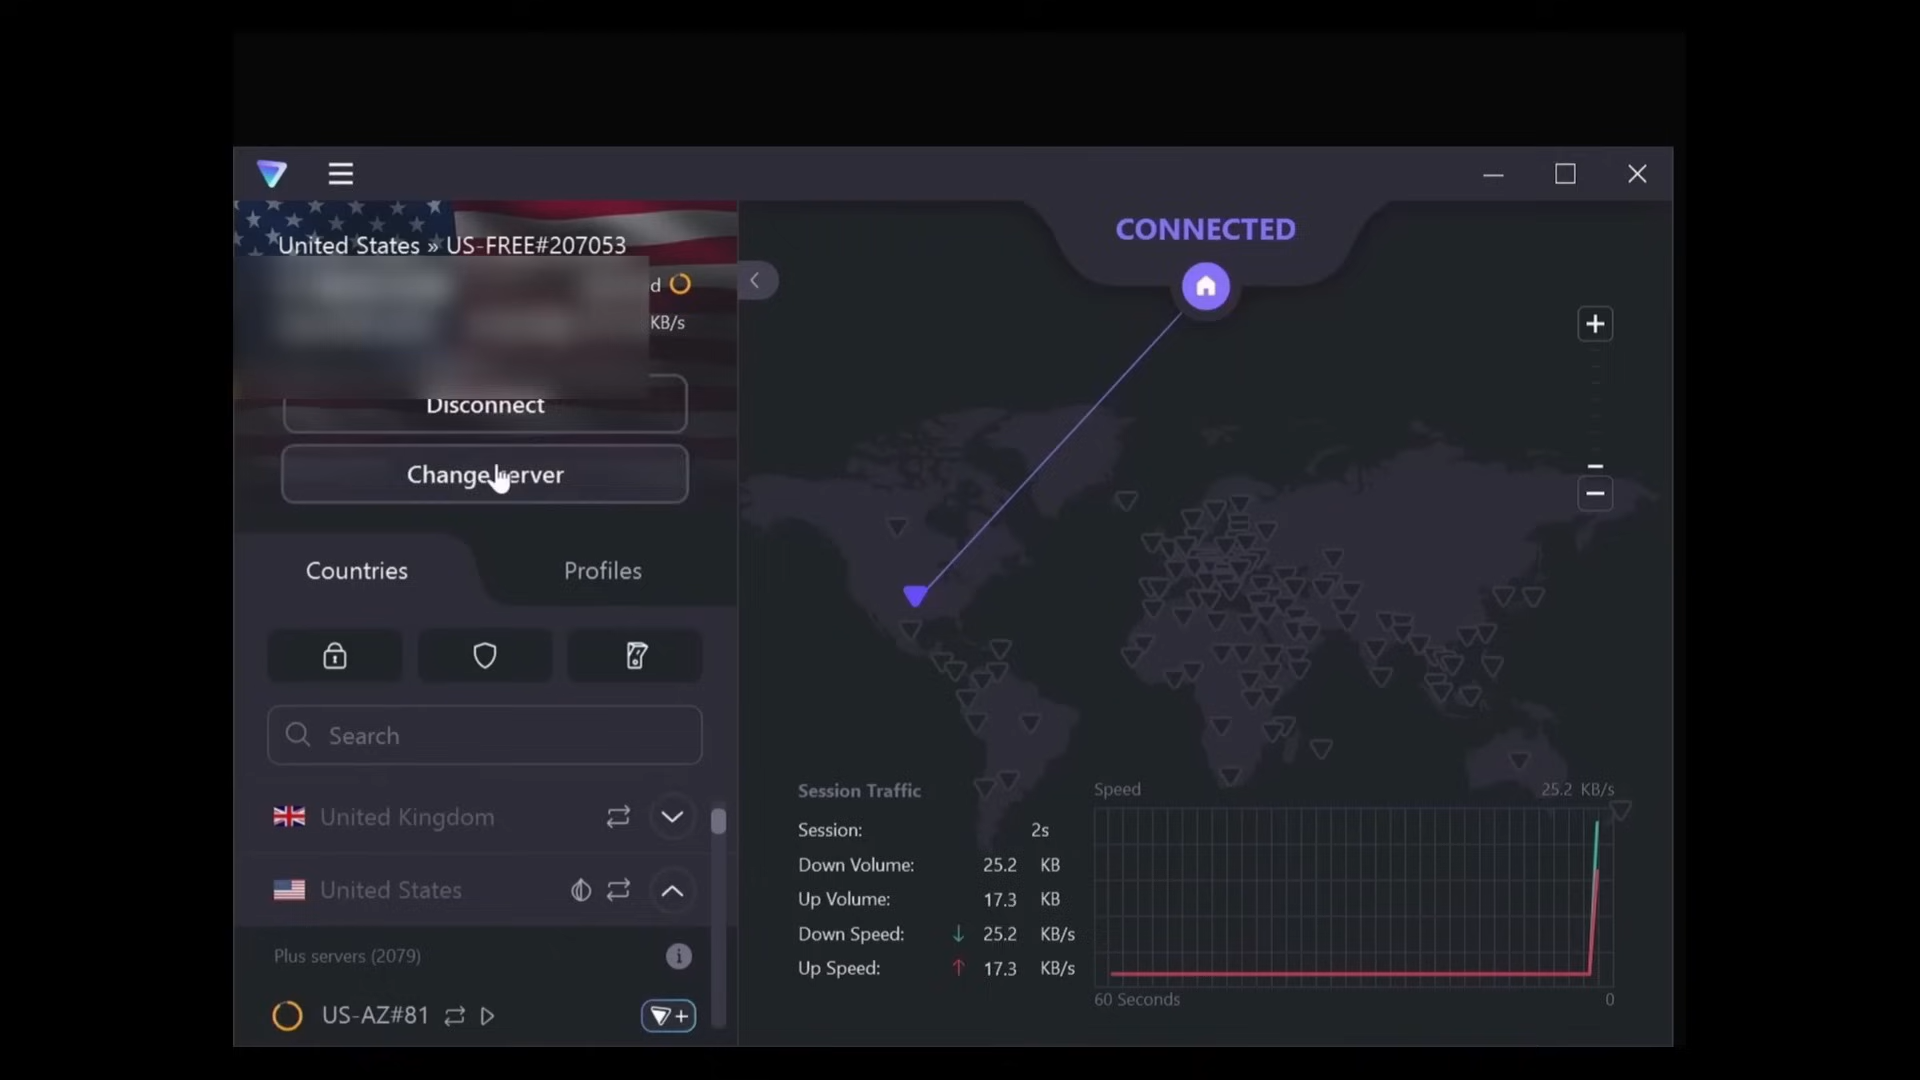 United States » US-FREE#207053
d
KB/s
Disconnect
Change server
Countries
Profiles
Search
United Kingdom
United States
Plus servers (2079)
US-AZ#81
CONNECTED
Session Traffic
Session: 2s
Down Volume: 25.2 KB
Up Volume: 17.3 KB
Down Speed: 25.2 KB/s
Up Speed: 17.3 KB/s
Speed 25.2 KB/s
60 Seconds 0